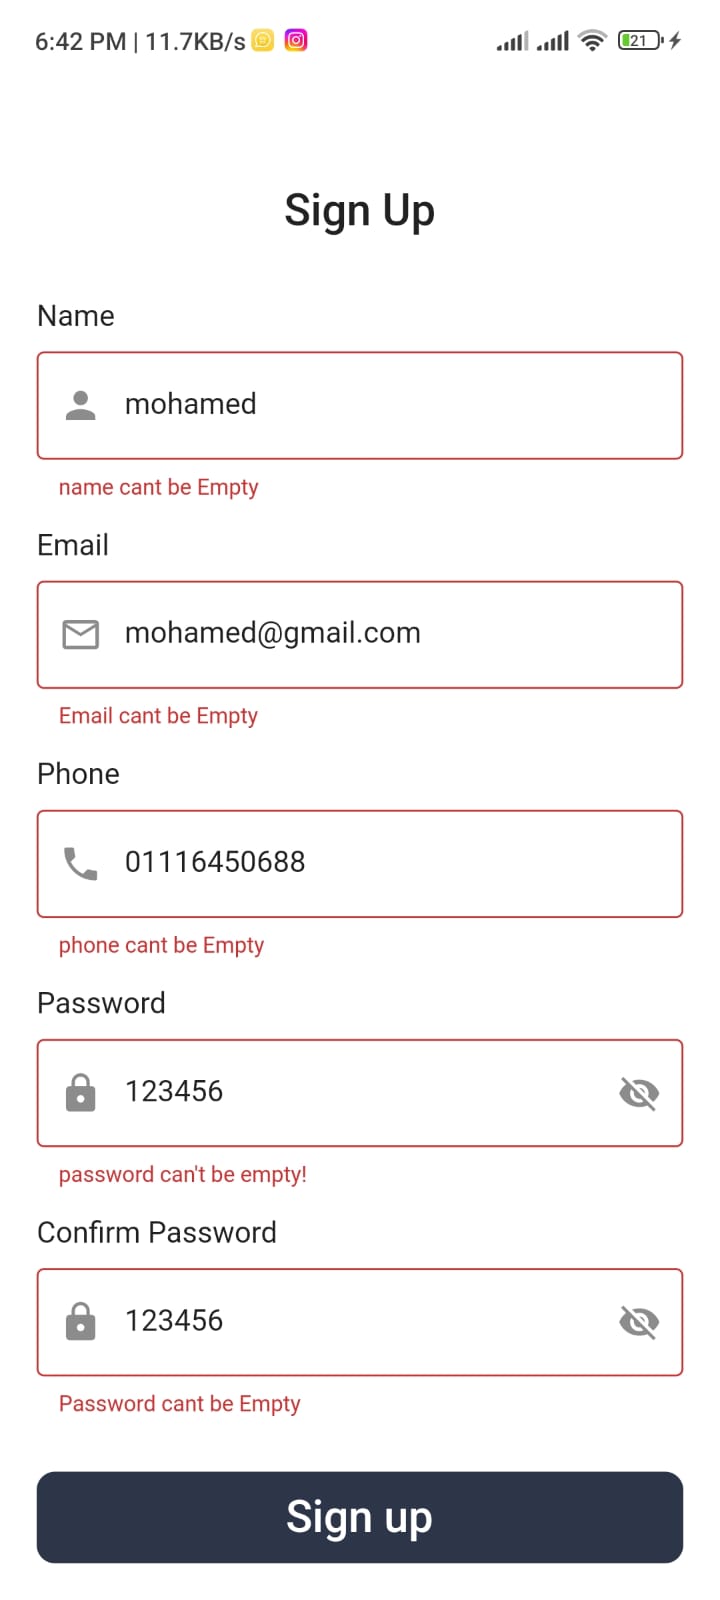 6:42 PM | 11.7KB/s 21
Sign Up
Name
mohamed
name cant be Empty
Email
mohamed@gmail.com
Email cant be Empty
Phone
01116450688
phone cant be Empty
Password
123456
password can't be empty!
Confirm Password
123456
Password cant be Empty
Sign up